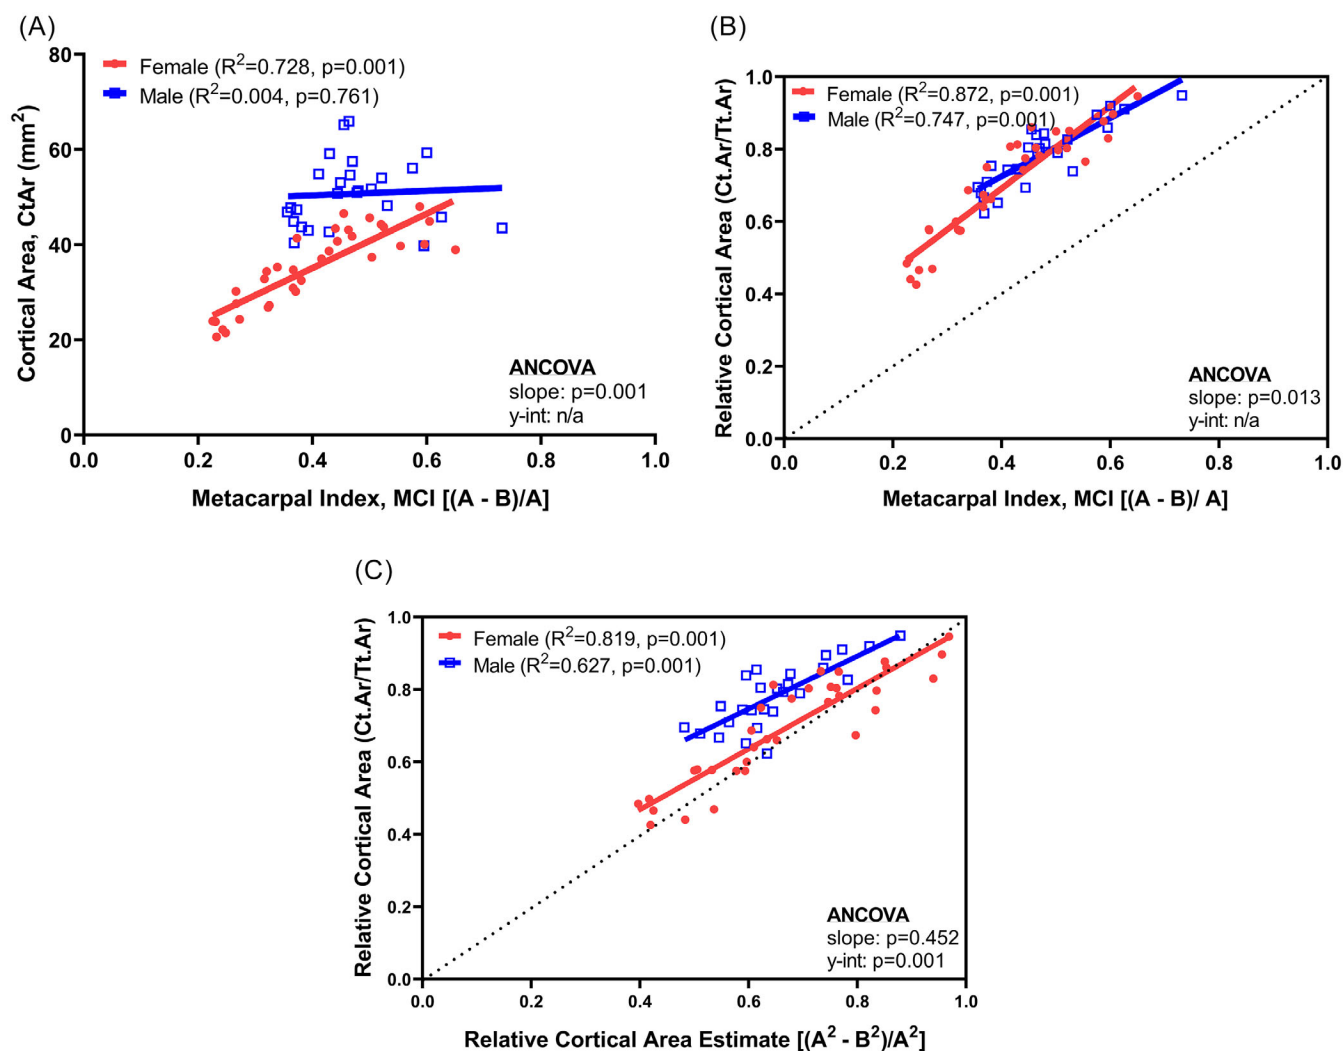 (A)
80
60
40
20
0
Cortical Area, CtAr (mm²)
Female (R²=0.728, p=0.001)
Male (R²=0.004, p=0.761)
ANCOVA
slope: p=0.001
y-int: n/a
0.0 0.2 0.4 0.6 0.8 1.0
Metacarpal Index, MCI [(A - B)/A]
(B)
1.0
0.8
0.6
0.4
0.2
0.0
Relative Cortical Area (Ct.Ar/Tt.Ar)
Female (R²=0.872, p=0.001)
Male (R²=0.747, p=0.001)
ANCOVA
slope: p=0.013
y-int: n/a
0.0 0.2 0.4 0.6 0.8 1.0
Metacarpal Index, MCI [(A - B)/ A]
(C)
1.0
0.8
0.6
0.4
0.2
0.0
Relative Cortical Area (Ct.Ar/Tt.Ar)
Female (R²=0.819, p=0.001)
Male (R²=0.627, p=0.001)
ANCOVA
slope: p=0.452
y-int: p=0.001
0.0 0.2 0.4 0.6 0.8 1.0
Relative Cortical Area Estimate [(A² - B²)/A²]